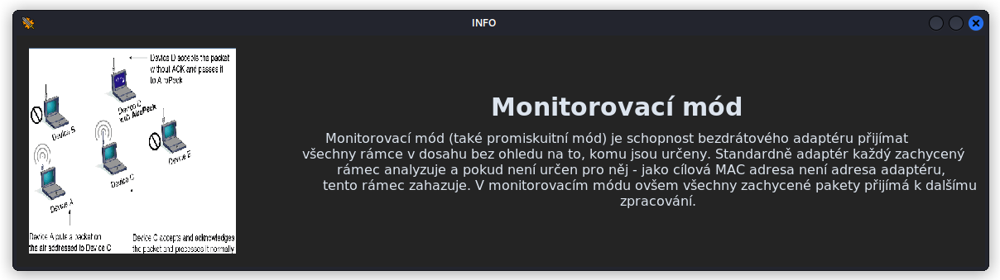 INFO
Device D accepts the packet
without ACK and passes it
to AiroPeek
Device C
with AiroPeek
Device B
Device E
Device C
Device A
Device A puts a packet on
the air addressed to Device C
Device C accepts and acknowledges
the packet and processes it normally
Monitorovací mód
Monitorovací mód (také promiskuitní mód) je schopnost bezdrátového adaptéru přijímat
všechny rámce v dosahu bez ohledu na to, komu jsou určeny. Standardně adaptér každý zachycený
rámec analyzuje a pokud není určen pro něj - jako cílová MAC adresa není adresa adaptéru,
tento rámec zahazuje. V monitorovacím módu ovšem všechny zachycené pakety přijímá k dalšímu
zpracování.